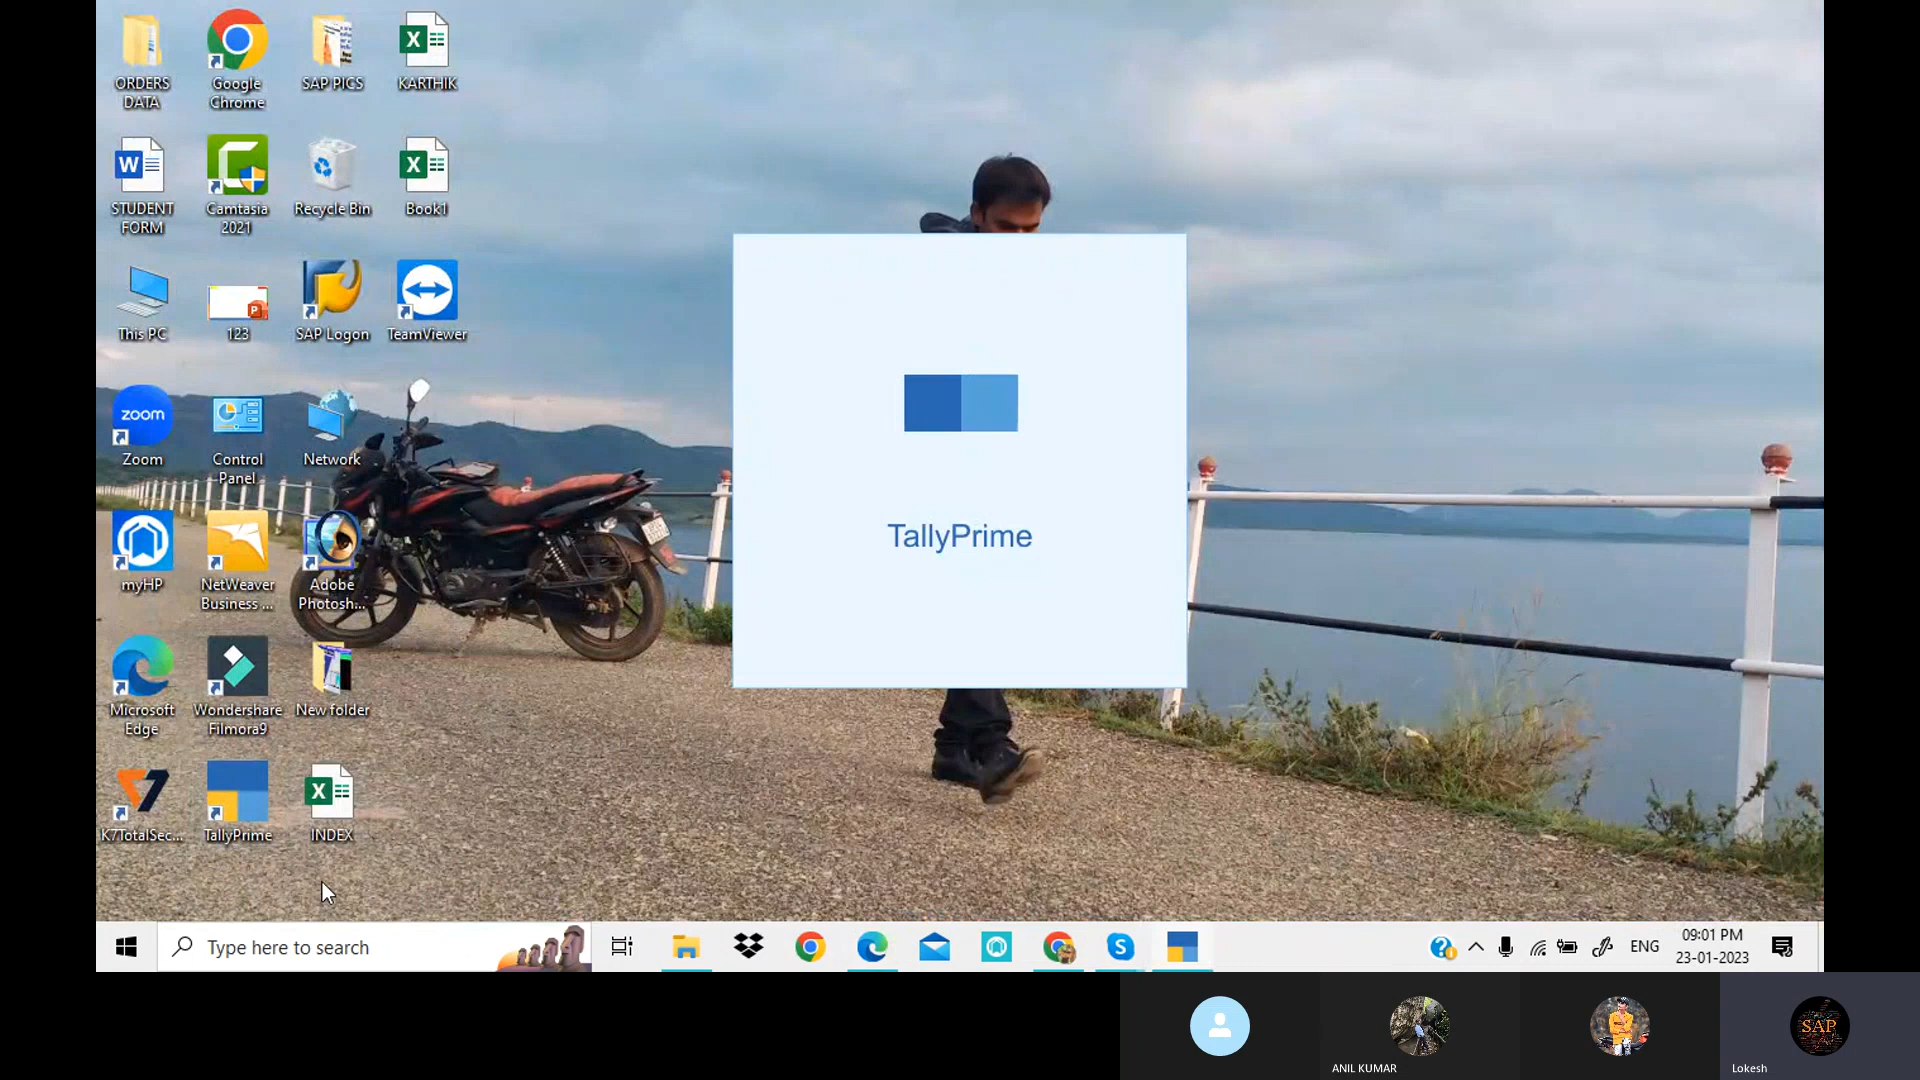 ORDERS
DATA
Google
Chrome
SAP PICS
KARTHIK
STUDENT
FORM
Camtasia
2021
Recycle Bin
Book1
This PC
123
SAP Logon
TeamViewer
zoom
Zoom
Control
Panel
Network
myHP
NetWeaver
Business ...
Adobe
Photosh...
Microsoft
Edge
Wondershare
Filmora9
New folder
K7TotalSec...
TallyPrime
INDEX
TallyPrime
Type here to search
ENG
09:01 PM
23-01-2023
ANIL KUMAR
SAP
Lokesh